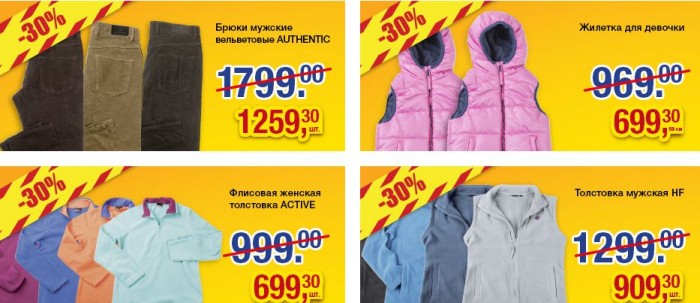 -30%
Брюки мужские
вельветовые AUTHENTIC
1799.00
1259,30
шт.
-30%
Жилетка для девочки
969.00
699,30
-30%
Флисовая женская
толстовка ACTIVE
999.00
699,30
шт.
-30%
Толстовка мужская HF
1299.00
909,30
шт.